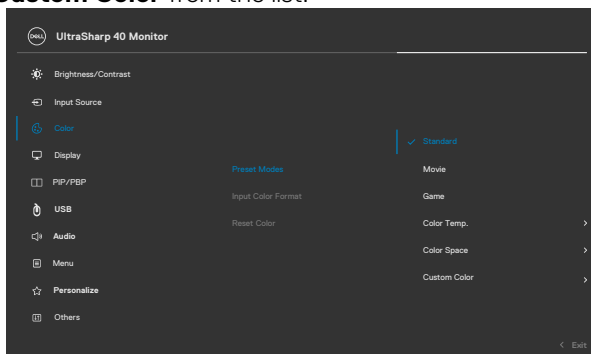 Custom Color from the list.
DELL UltraSharp 40 Monitor
Brightness/Contrast
Input Source
Color
Standard
Display
Preset Modes
Movie
PIP/PBP
Input Color Format
Game
USB
Reset Color
Color Temp.
Audio
Color Space
Menu
Custom Color
Personalize
Others
Exit